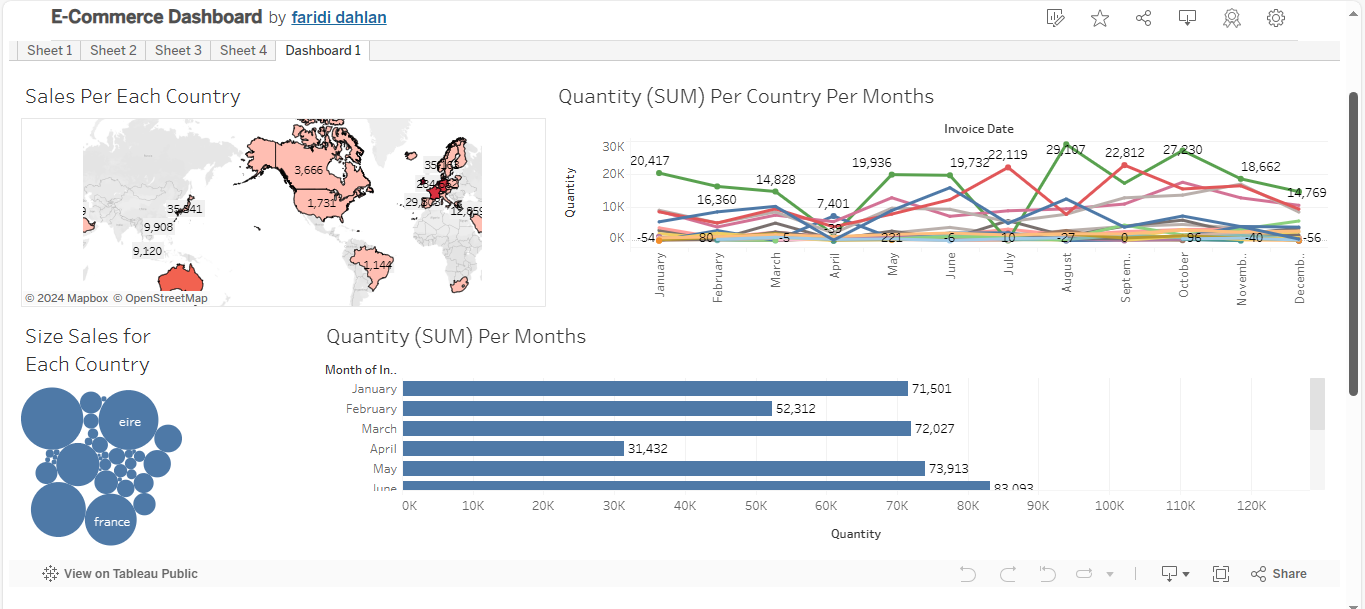 E-Commerce Dashboard by faridi dahlan
Sheet 1 Sheet 2 Sheet 3 Sheet 4 Dashboard 1
Sales Per Each Country
3,666
1,731
35,341
9,908
9,120
1,144
© 2024 Mapbox © OpenStreetMap
Quantity (SUM) Per Country Per Months
Invoice Date
Quantity
30K
20K
10K
0K
20,417 16,360 14,828 7,401 19,936 19,732 22,119 29,107 22,812 27,230 18,662 14,769
-54 80 -5 -39 221 -6 10 -27 0 96 -40 -56
January February March April May June July August Septem.. October Novemb.. Decemb..
Size Sales for
Each Country
eire
france
Quantity (SUM) Per Months
Month of In..
January 71,501
February 52,312
March 72,027
April 31,432
May 73,913
June 83,093
0K 10K 20K 30K 40K 50K 60K 70K 80K 90K 100K 110K 120K
Quantity
View on Tableau Public
Share